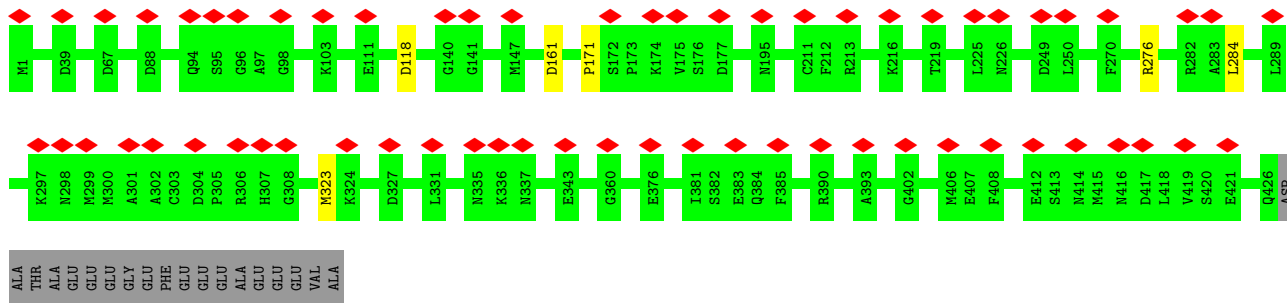 M1 D39 D67 D88 Q94 S95 G96 A97 G98 K103 E111 D118 G140 G141 M147 D161 P171 S172 P173 K174 V175 S176 D177 N195 C211 F212 R213 K216 T219 L225 N226 D249 L250 F270 R276 R282 A283 L284 L289
K297 N298 M299 M300 A301 A302 C303 D304 P305 R306 H307 G308 M323 K324 D327 L331 N335 K336 N337 E343 G360 E376 I381 S382 E383 Q384 F385 R390 A393 G402 M406 E407 F408 E412 S413 N414 M415 N416 D417 L418 V419 S420 E421 Q426 ASP
ALA THR ALA GLU GLU GLU GLY GLU PHE GLU GLU GLU ALA GLU GLU GLU VAL ALA